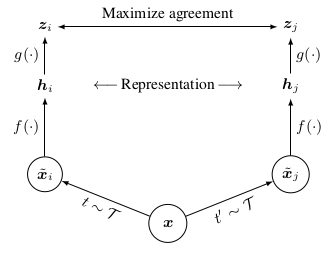 Maximize agreement
z_i z_j
g(·) g(·)
h_i ⟵ Representation ⟶ h_j
f(·) f(·)
x̃_i x̃_j
t ∼ 𝒯 t′ ∼ 𝒯
x